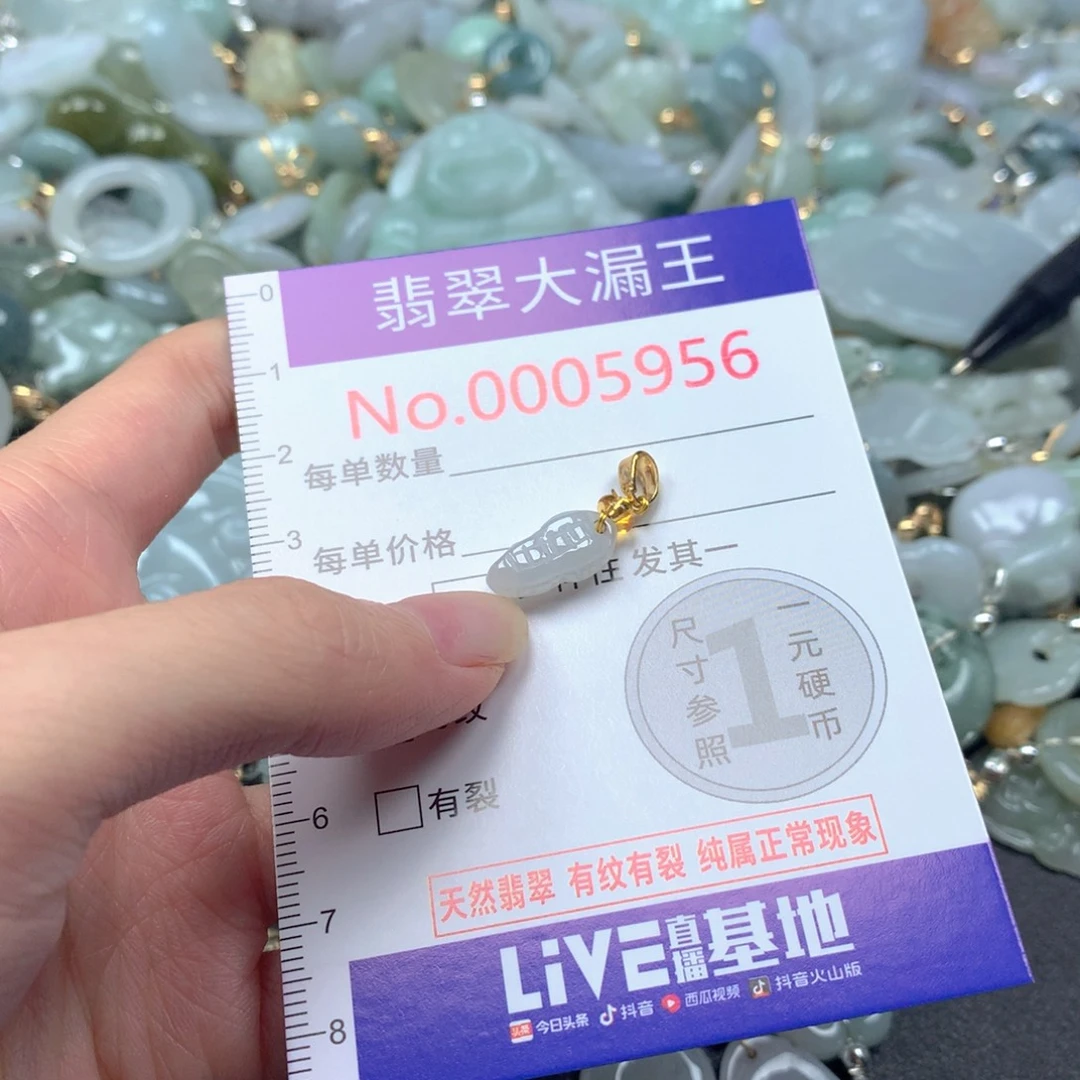 翡翠大漏王
No.0005956
每单数量
每单价格
任 发其一
一元硬币
1
尺寸参照
有裂
天然翡翠 有纹有裂 纯属正常现象
LiVE直播基地
头条 今日头条 抖音 西瓜视频 抖音火山版
0
1
2
3
6
7
8